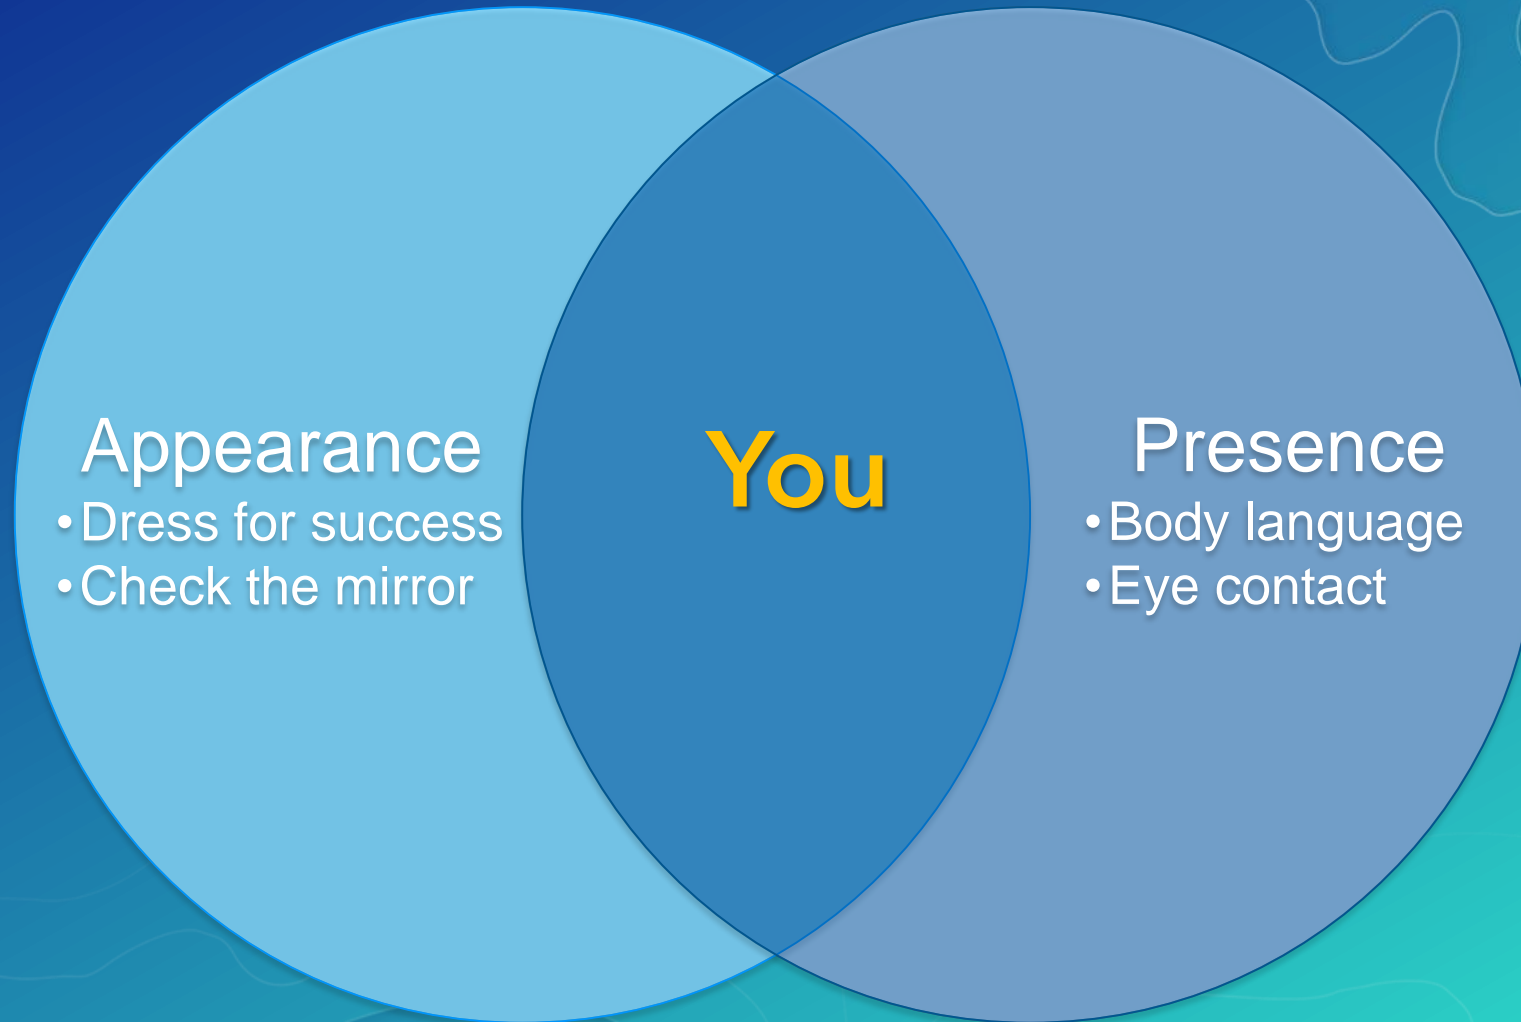 Appearance
•Dress for success
•Check the mirror
You
Presence
•Body language
•Eye contact